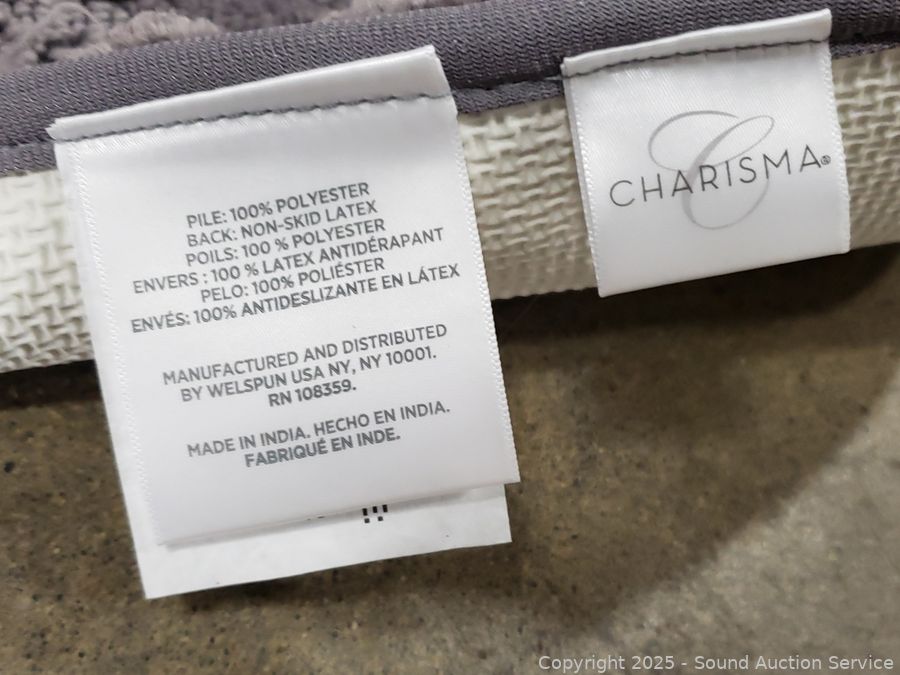 PILE: 100% POLYESTER
BACK: NON-SKID LATEX
POILS: 100 % POLYESTER
ENVERS : 100 % LATEX ANTIDÉRAPANT
PELO: 100% POLIÉSTER
ENVÉS: 100% ANTIDESLIZANTE EN LÁTEX
MANUFACTURED AND DISTRIBUTED
BY WELSPUN USA NY, NY 10001.
RN 108359.
MADE IN INDIA. HECHO EN INDIA.
FABRIQUÉ EN INDE.
C
CHARISMA®
Copyright © 2025 - Sound Auction Service